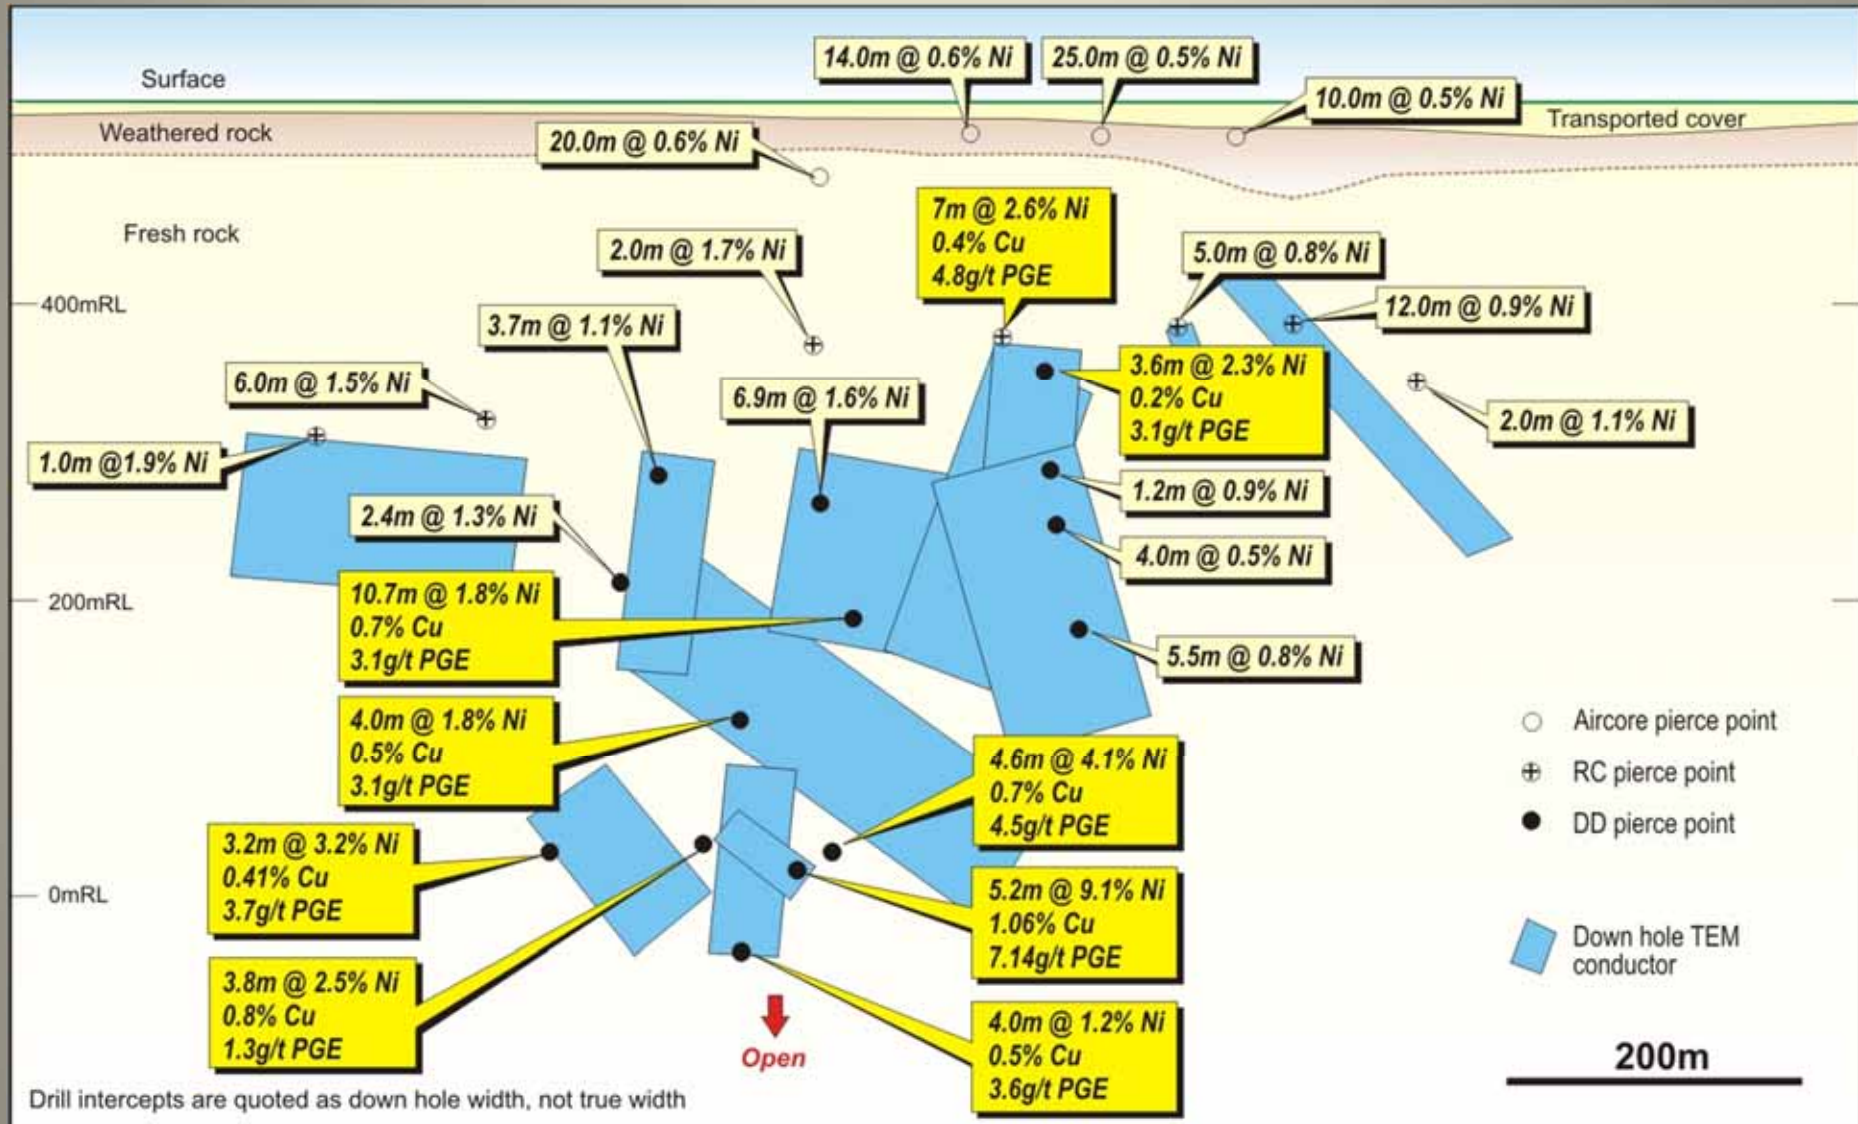 14.0m @ 0.6% Ni
25.0m @ 0.5% Ni
Surface
10.0m @ 0.5% Ni
Transported cover
Weathered rock
20.0m @ 0.6% Ni
Fresh rock
7m @ 2.6% Ni
0.4% Cu
4.8g/t PGE
2.0m @ 1.7% Ni
5.0m @ 0.8% Ni
400mRL
12.0m @ 0.9% Ni
3.7m @ 1.1% Ni
3.6m @ 2.3% Ni
0.2% Cu
3.1g/t PGE
6.0m @ 1.5% Ni
6.9m @ 1.6% Ni
2.0m @ 1.1% Ni
1.0m @1.9% Ni
1.2m @ 0.9% Ni
2.4m @ 1.3% Ni
4.0m @ 0.5% Ni
200mRL
10.7m @ 1.8% Ni
0.7% Cu
3.1g/t PGE
5.5m @ 0.8% Ni
4.0m @ 1.8% Ni
0.5% Cu
3.1g/t PGE
Aircore pierce point
RC pierce point
DD pierce point
4.6m @ 4.1% Ni
0.7% Cu
4.5g/t PGE
3.2m @ 3.2% Ni
0.41% Cu
3.7g/t PGE
0mRL
5.2m @ 9.1% Ni
1.06% Cu
7.14g/t PGE
Down hole TEM
conductor
3.8m @ 2.5% Ni
0.8% Cu
1.3g/t PGE
4.0m @ 1.2% Ni
0.5% Cu
3.6g/t PGE
Open
200m
Drill intercepts are quoted as down hole width, not true width